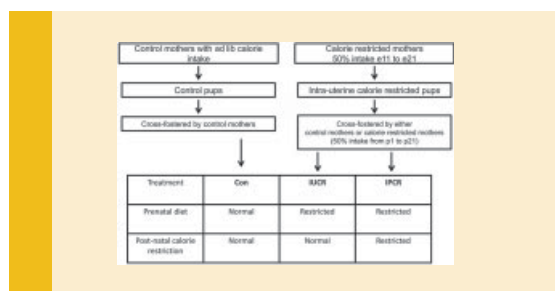 Control mothers with ad lib calorie
intake
Calorie restricted mothers
50% intake e11 to e21
Control pups
Intra-uterine calorie restricted pups
Cross-fostered by control mothers
Cross-fostered by either
control mothers or calorie restricted mothers
(50% intake from p1 to p21)
Treatment Con IUCR IPCR
Prenatal diet Normal Restricted Restricted
Post-natal calorie
restriction Normal Normal Restricted